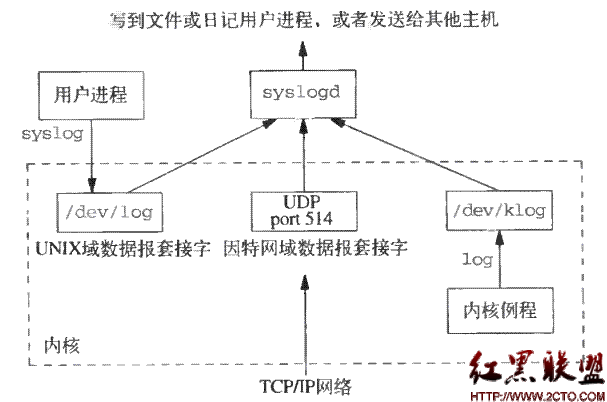 写到文件或日记用户进程，或者发送给其他主机
用户进程
syslogd
syslog
/dev/log
UDP
port 514
/dev/klog
UNIX域数据报套接字
因特网域数据报套接字
log
内核例程
内核
TCP/IP网络
红黑联盟
HTTP://WWW.2CTO.COM